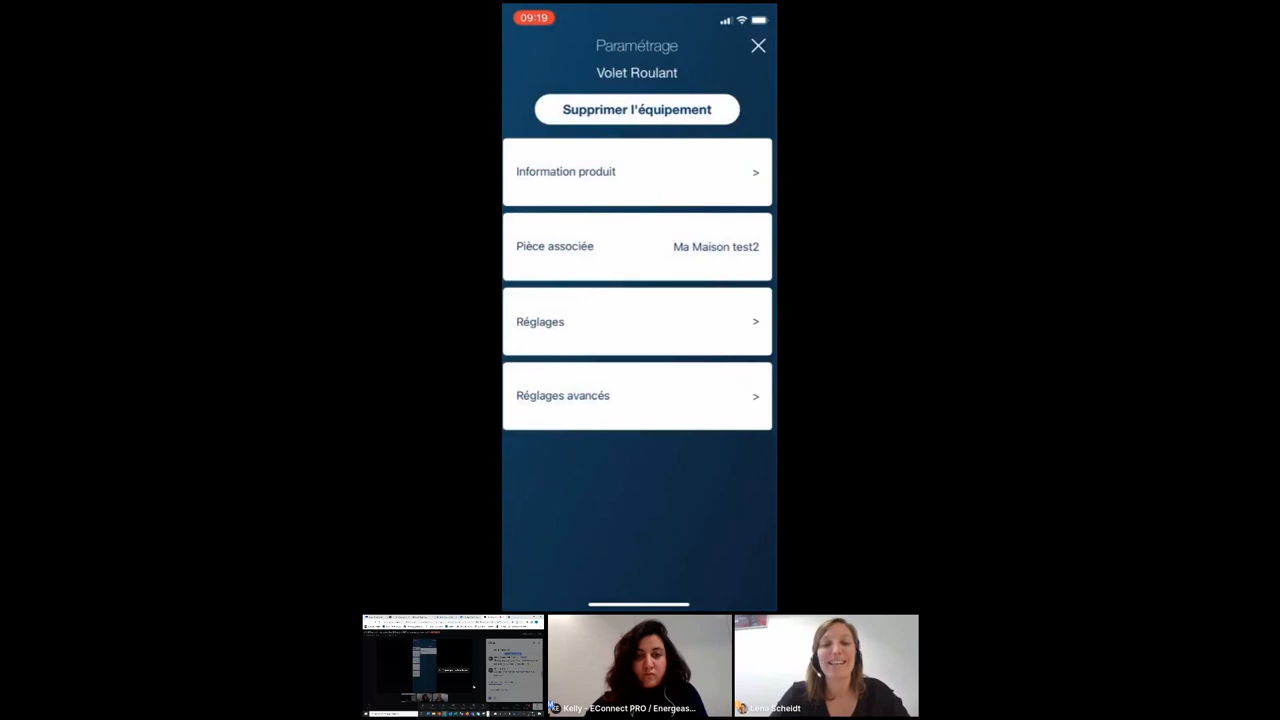 09:19
Paramétrage
Volet Roulant
Supprimer l'équipement
Information produit >
Pièce associée Ma Maison test2
Réglages >
Réglages avancés >
KE Kelly - EConnect PRO / Energeas...
Lena Scheidt